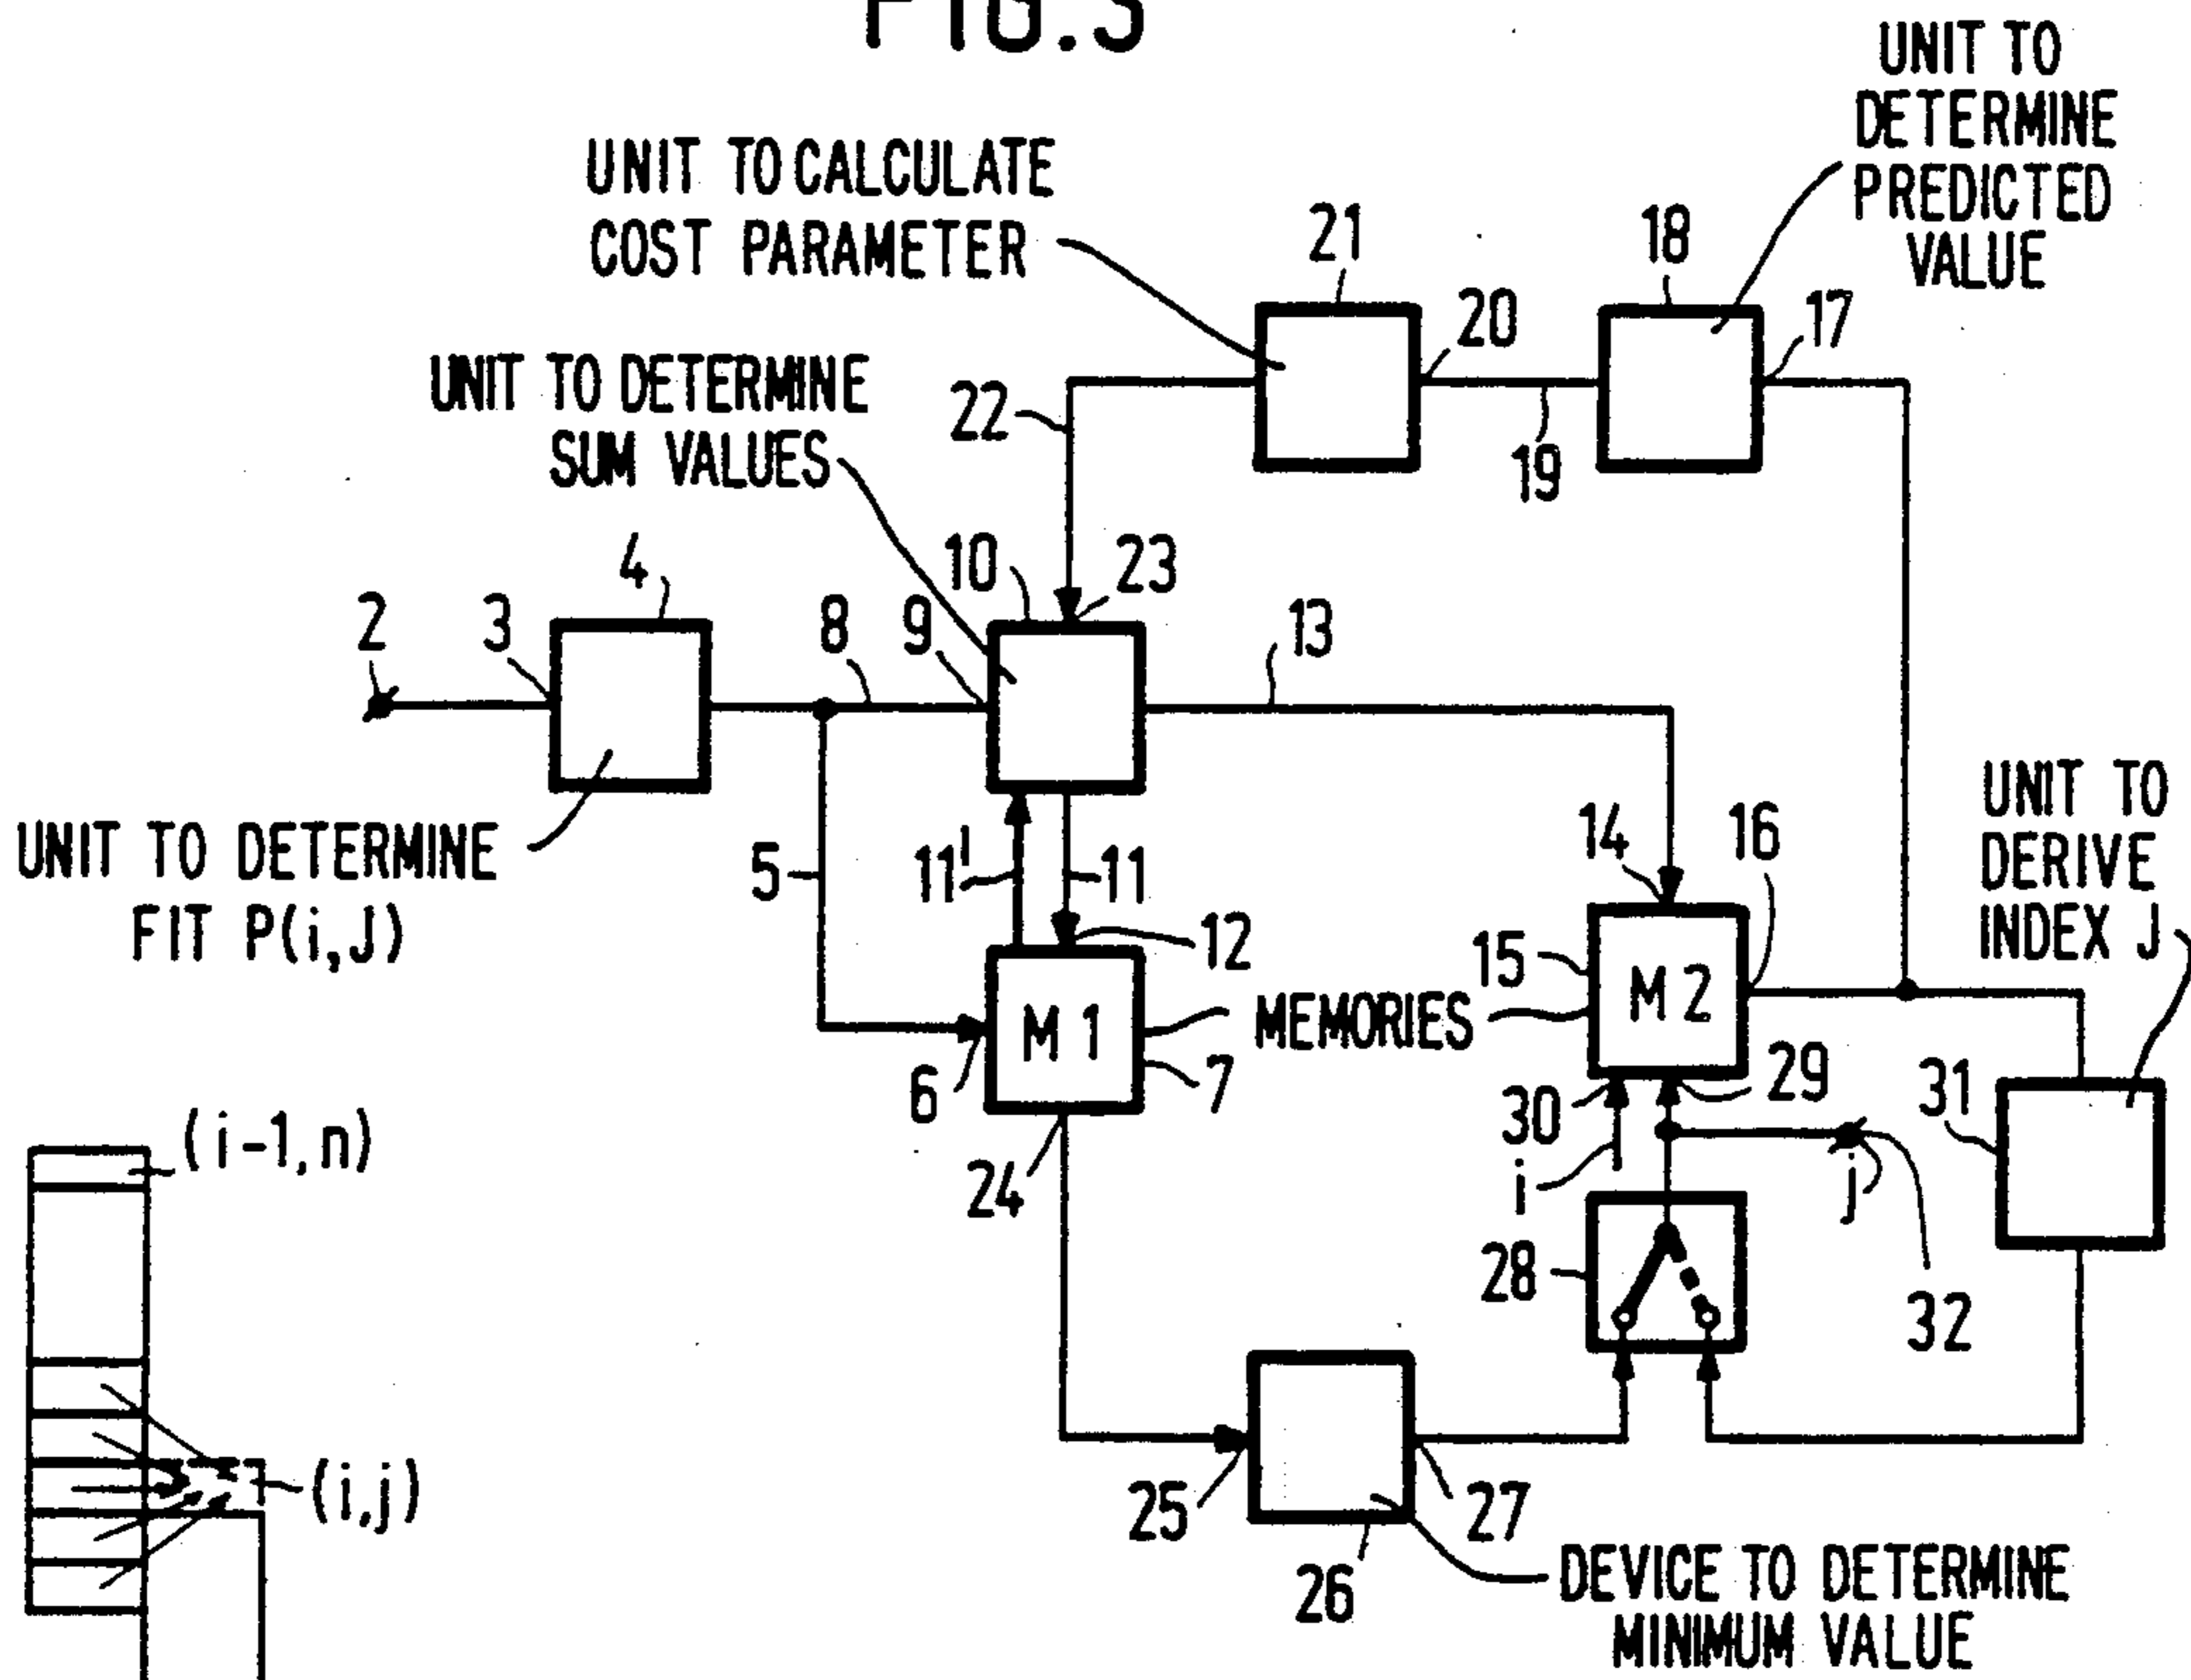 FIG.3
UNIT TO
DETERMINE
PREDICTED
VALUE
UNIT TO CALCULATE
COST PARAMETER
21
18
20
17
UNIT TO DETERMINE
SUM VALUES
22
19
4
10
23
2
3
8
9
13
UNIT TO DETERMINE
FIT P(i,J)
5
11'
11
14
16
UNIT TO
DERIVE
INDEX J
12
15
M 1
MEMORIES
M 2
6
7
30
29
31
(i-1,n)
24
i
j
28
32
(i,j)
25
27
26
DEVICE TO DETERMINE
MINIMUM VALUE